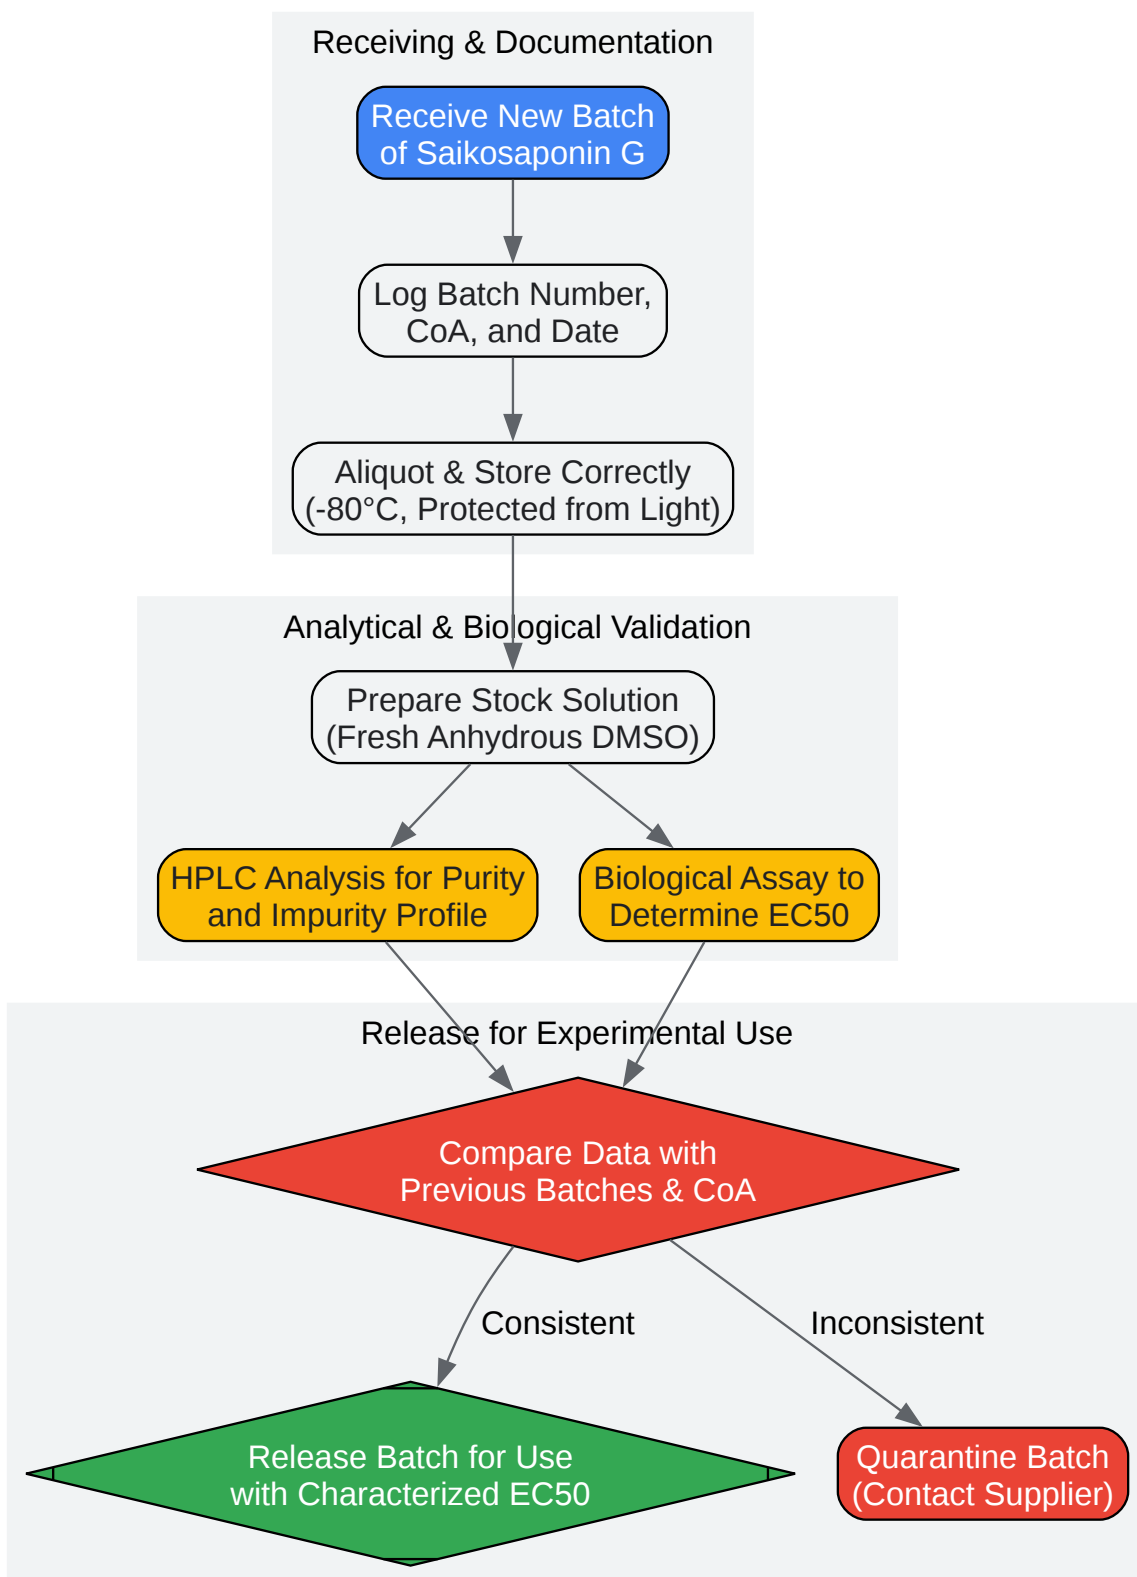 Receiving & Documentation
Receive New Batch
of Saikosaponin G
Log Batch Number,
CoA, and Date
Aliquot & Store Correctly
(-80°C, Protected from Light)
Analytical & Biological Validation
Prepare Stock Solution
(Fresh Anhydrous DMSO)
HPLC Analysis for Purity
and Impurity Profile
Biological Assay to
Determine EC50
Release for Experimental Use
Compare Data with
Previous Batches & CoA
Consistent
Inconsistent
Release Batch for Use
with Characterized EC50
Quarantine Batch
(Contact Supplier)